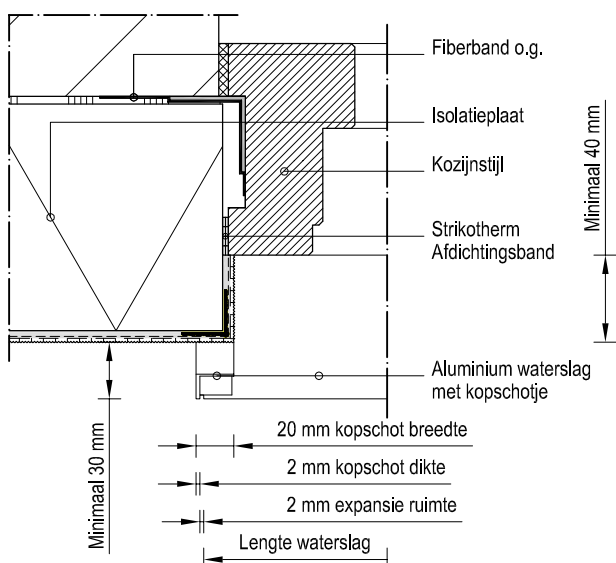 Fiberband o.g.
Isolatieplaat
Kozijnstijl
Strikotherm
Afdichtingsband
Minimaal 40 mm
Aluminium waterslag
met kopschotje
Minimaal 30 mm
20 mm kopschot breedte
2 mm kopschot dikte
2 mm expansie ruimte
Lengte waterslag